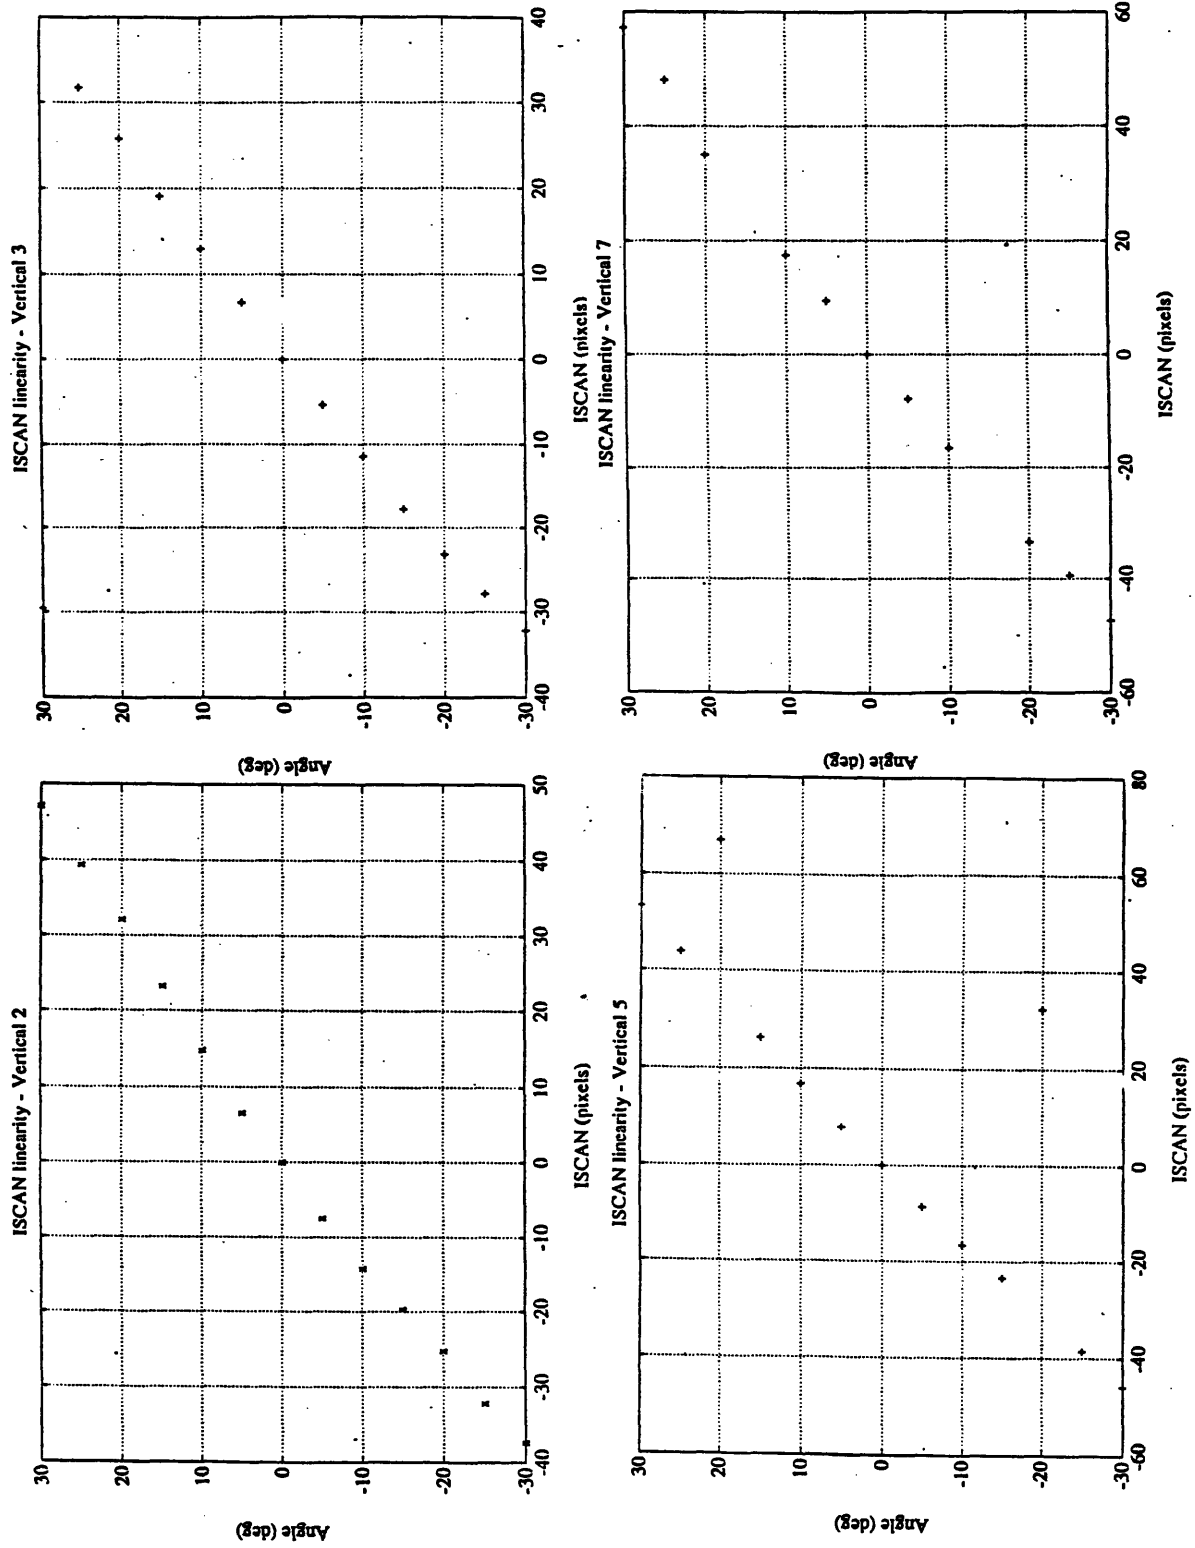 ISCAN linearity - Vertical 2
30
20
10
0
-10
-20
-30
-40 -30 -20 -10 0 10 20 30 40 50
Angle (deg)
ISCAN (pixels)
ISCAN linearity - Vertical 3
30
20
10
0
-10
-20
-30
-40 -30 -20 -10 0 10 20 30 40
Angle (deg)
ISCAN (pixels)
ISCAN linearity - Vertical 5
30
20
10
0
-10
-20
-30
-60 -40 -20 0 20 40 60 80
Angle (deg)
ISCAN (pixels)
ISCAN linearity - Vertical 7
30
20
10
0
-10
-20
-30
-60 -40 -20 0 20 40 60
Angle (deg)
ISCAN (pixels)